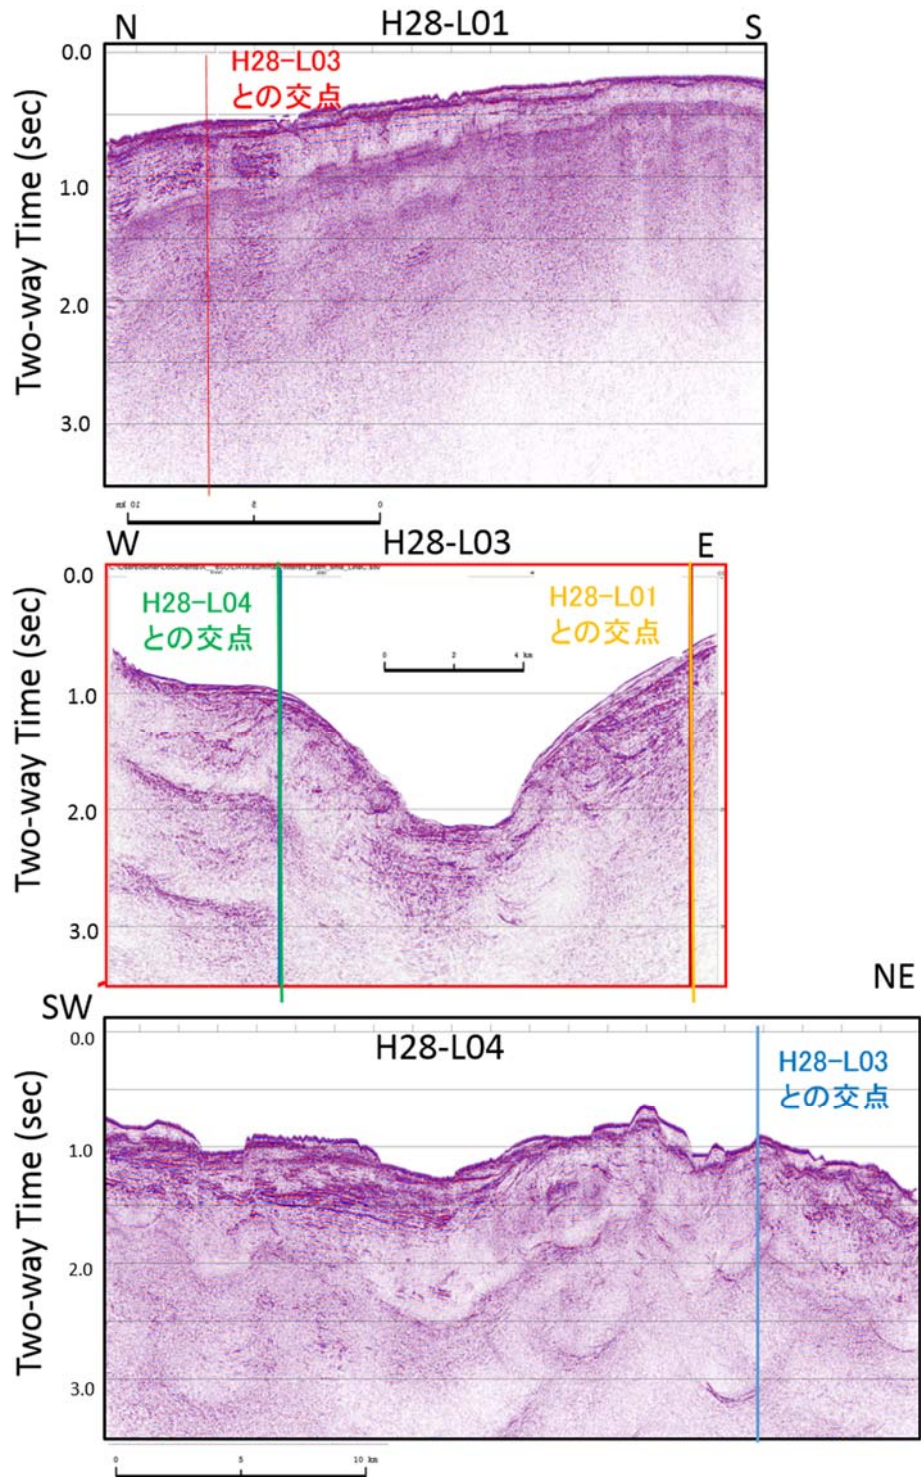 N H28-L01 S
0.0
H28-L03
との交点
Two-way Time (sec)
1.0
2.0
3.0
km 10 5 0
W H28-L03 E
0.0
H28-L04
との交点
H28-L01
との交点
0 2 4 km
Two-way Time (sec)
1.0
2.0
3.0
NE
SW
0.0
H28-L04
H28-L03
との交点
Two-way Time (sec)
1.0
2.0
3.0
0 5 10 km